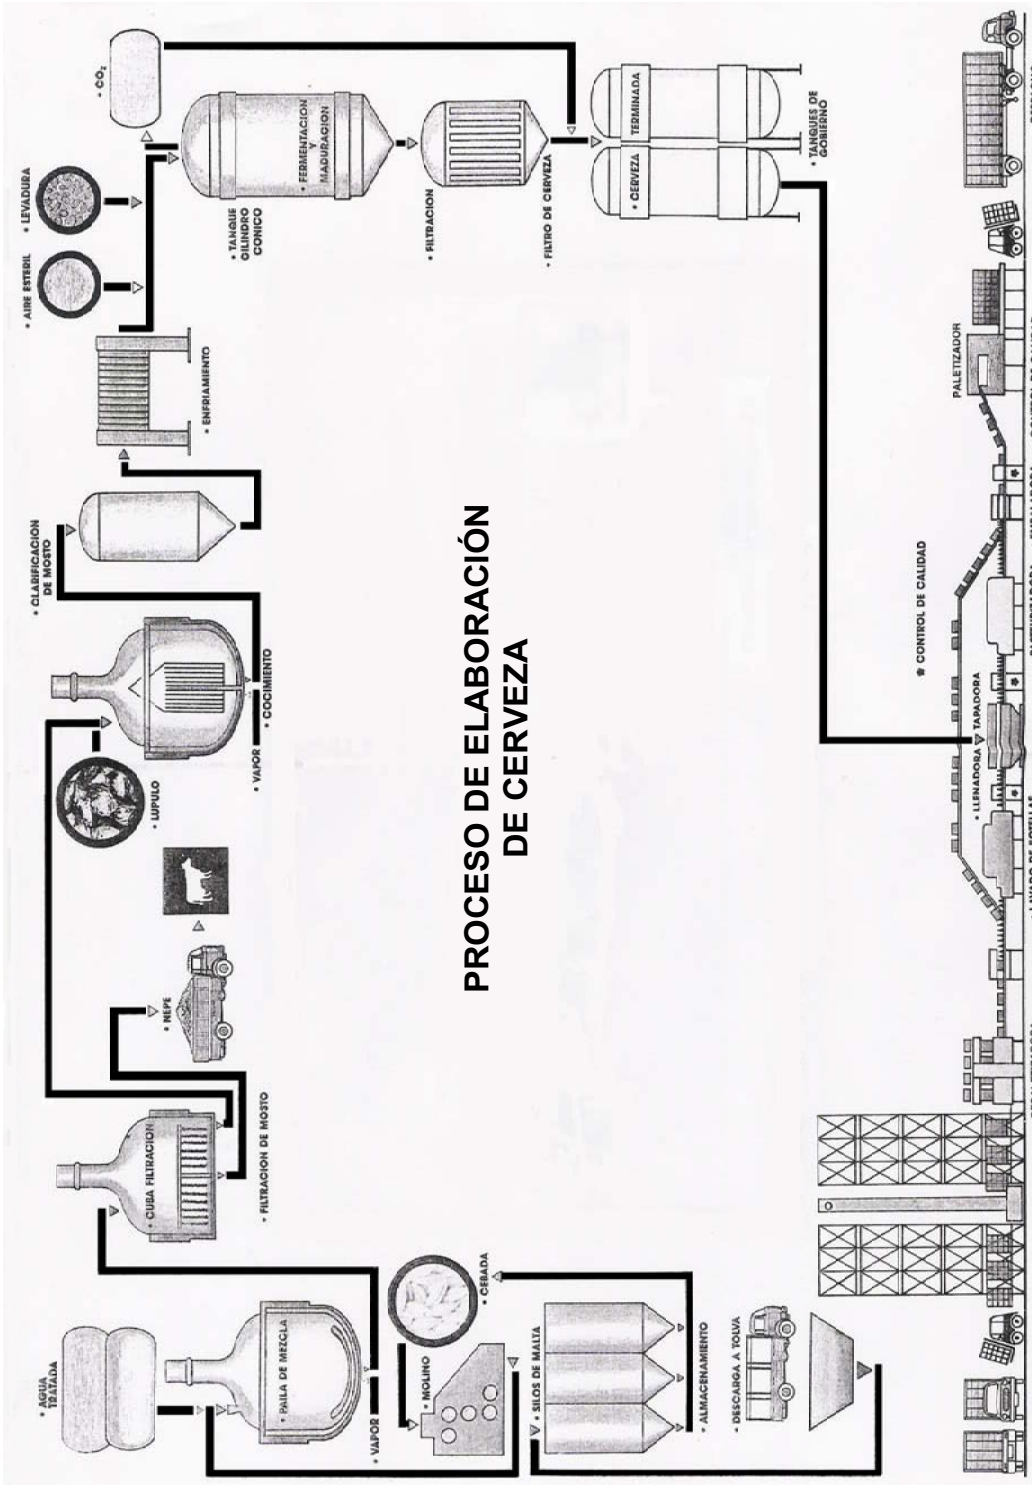 PROCESO DE ELABORACIÓN
DE CERVEZA
• AGUA
TRATADA
• PAILA DE MEZCLA
• VAPOR
• MOLINO
• CEBADA
• SILOS DE MALTA
• ALMACENAMIENTO
• DESCARGA A TOLVA
• CUBA FILTRACION
• FILTRACION DE MOSTO
• NEPE
• LUPULO
• VAPOR
• COCIMIENTO
• CLARIFICACION
DE MOSTO
• ENFRIAMIENTO
• AIRE ESTERIL
• LEVADURA
• CO₂
• TANQUE
CILINDRO
CONICO
• FERMENTACION
Y
MADURACION
• FILTRACION
• FILTRO DE CERVEZA
• CERVEZA TERMINADA
• TANQUES DE
GOBIERNO
• LLENADORA
TAPADORA
★ CONTROL DE CALIDAD
PALETIZADOR